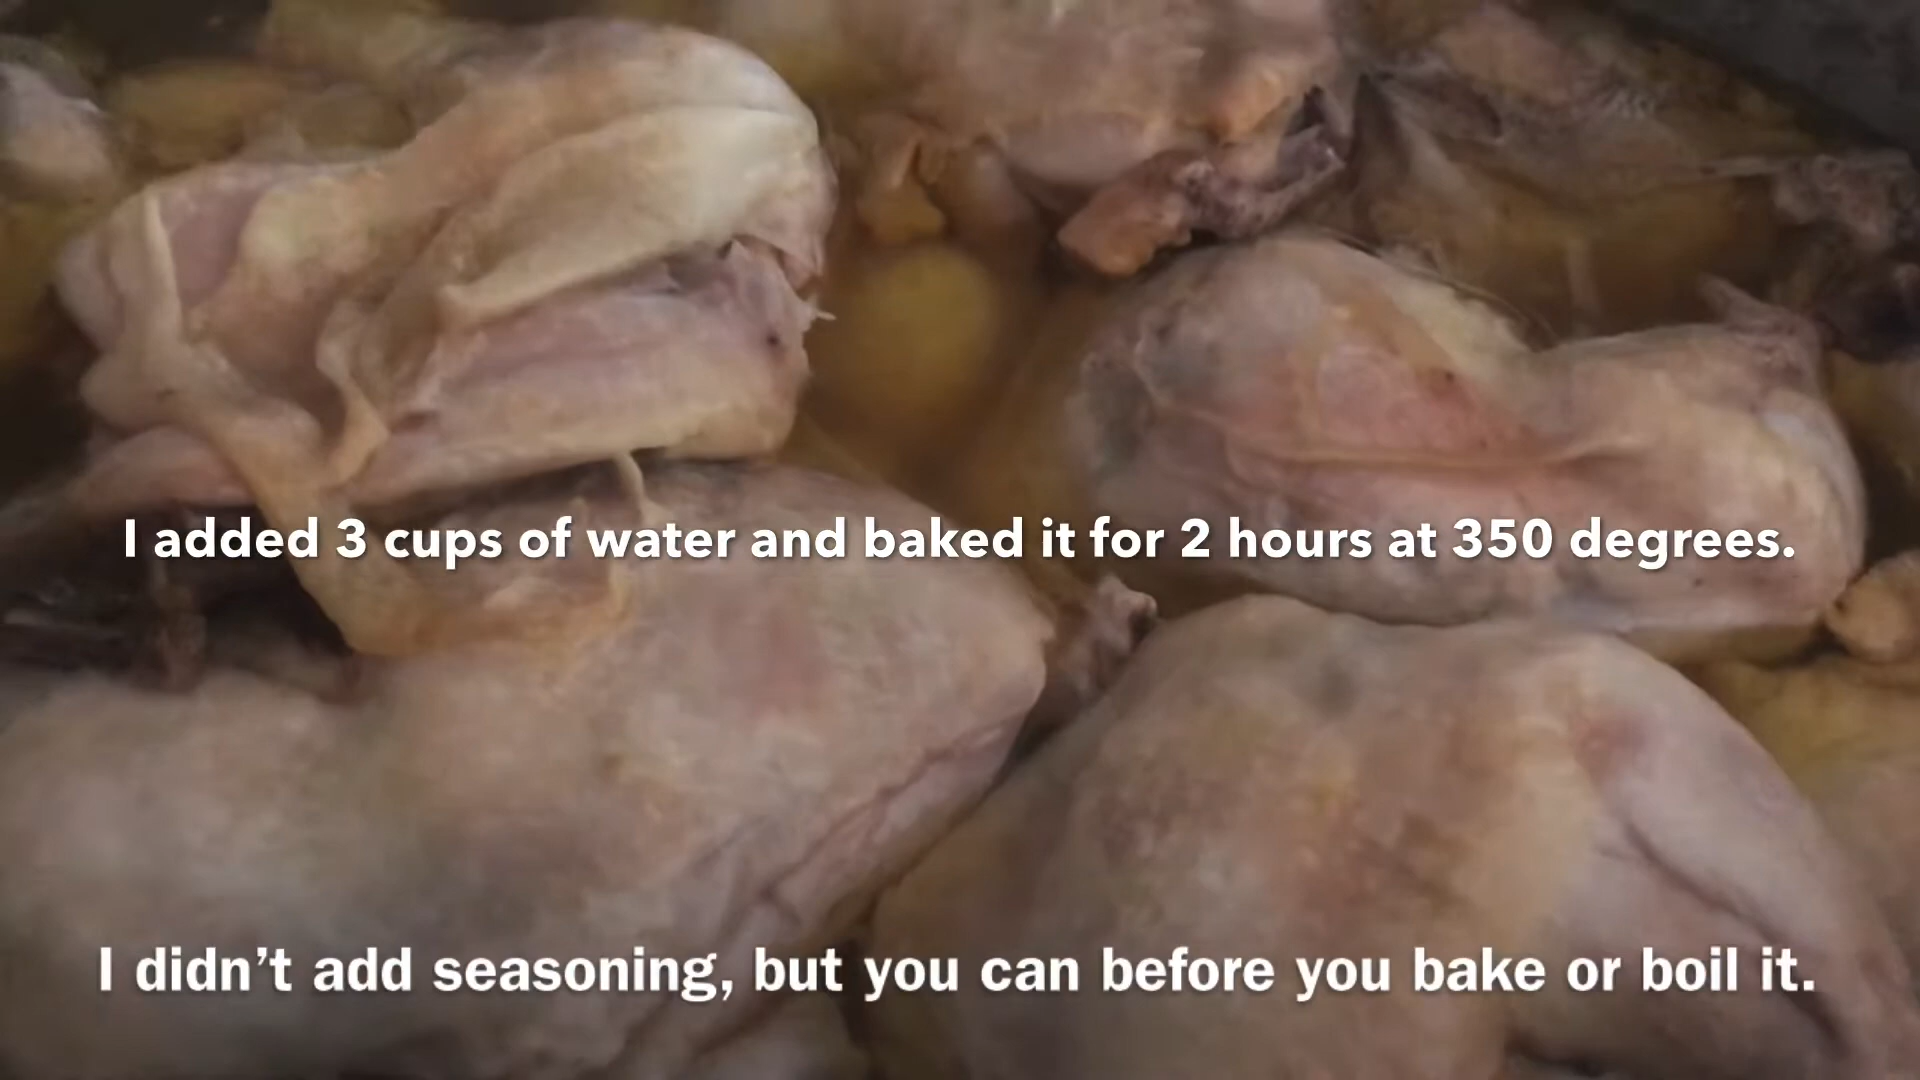 I added 3 cups of water and baked it for 2 hours at 350 degrees.
I didn’t add seasoning, but you can before you bake or boil it.